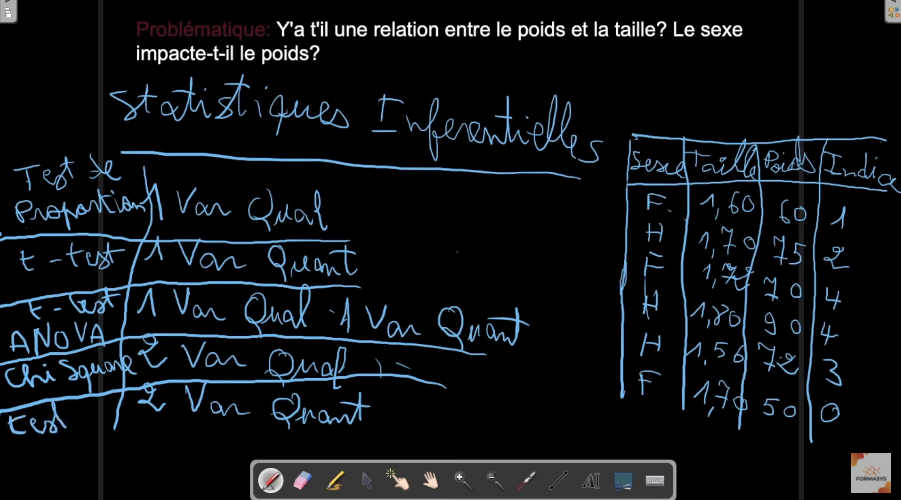 Problématique: Y'a t'il une relation entre le poids et la taille? Le sexe
impacte-t-il le poids?
Statistiques Inferentielles
Test de
Proportion 1 Var Qual
t-test 1 Var Quant
t-test
ANOVA 1 Var Qual 1 Var Quant
Chi Square 2 Var Qual
test 2 Var Quant
Sexe Taille Poids Indice
F 1,60 60 1
H 1,70 75 2
F 1,72 70 4
H 1,80 90 4
H 1,56 72 3
F 1,70 50 0
AI
FORMASYS